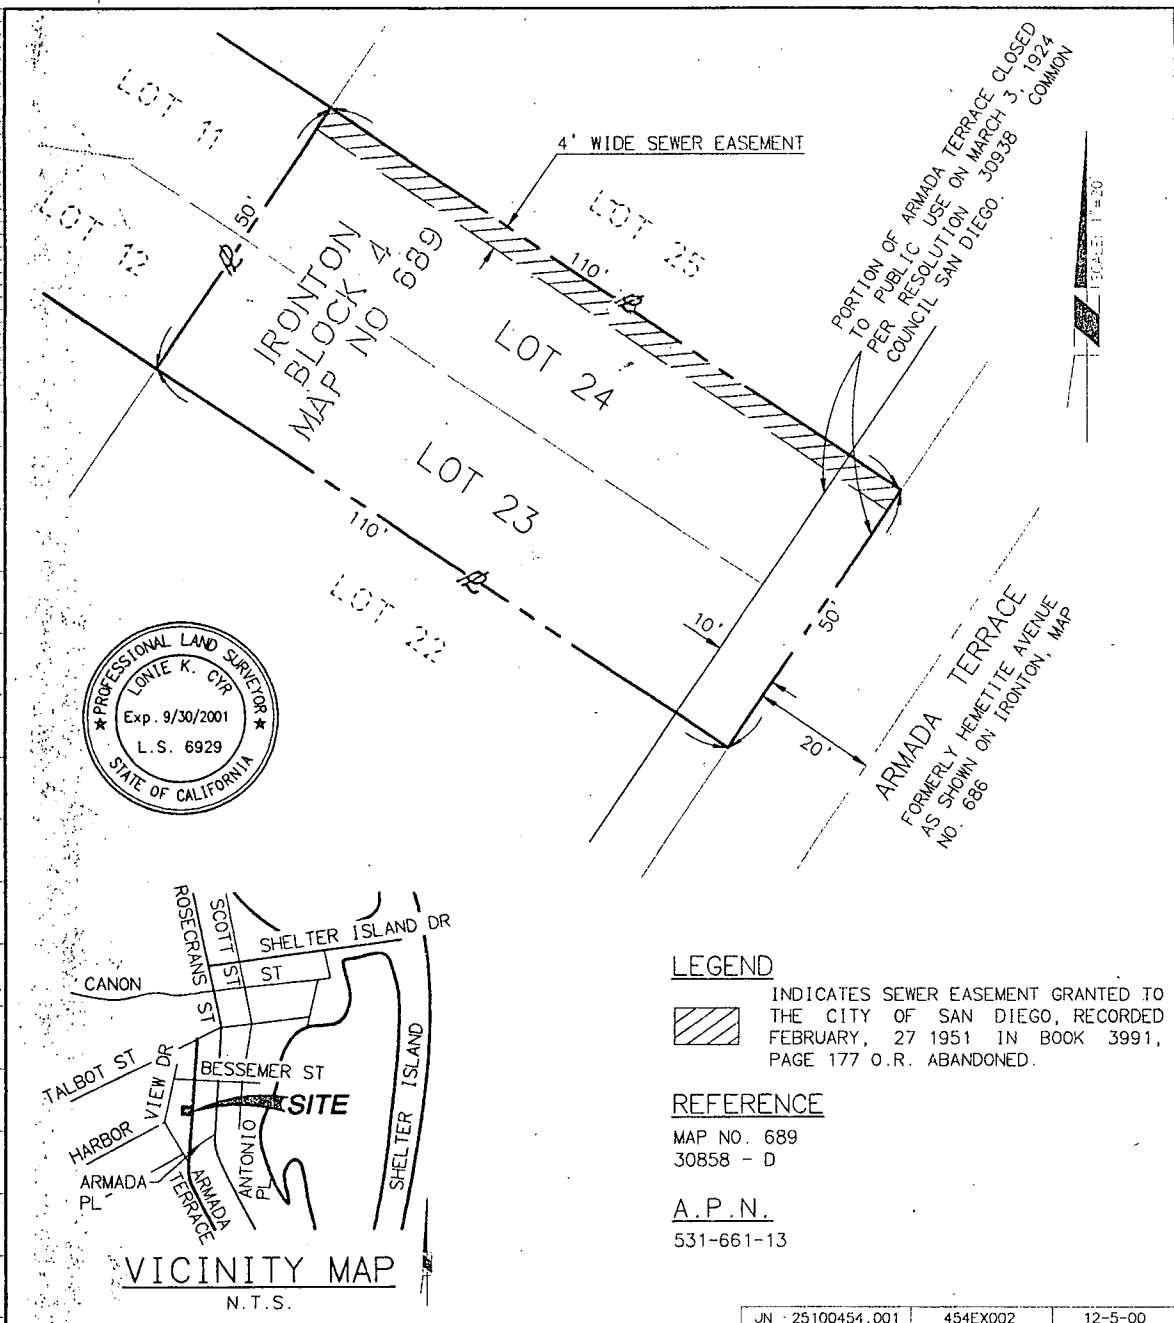 LOT 11
LOT 12
50'
IRONTON
BLOCK 4
MAP NO 689
4' WIDE SEWER EASEMENT
LOT 25
110'
LOT 24
LOT 23
110'
LOT 22
PORTION OF ARMADA TERRACE CLOSED
TO PUBLIC USE ON MARCH 3, 1924
PER RESOLUTION 30938 COMMON
COUNCIL SAN DIEGO.
SCALE: 1"=20'
10'
50'
20'
ARMADA TERRACE
FORMERLY HEMETITE AVENUE
AS SHOWN ON IRONTON, MAP
NO. 686
PROFESSIONAL LAND SURVEYOR
LONIE K. CYR
Exp. 9/30/2001
L.S. 6929
STATE OF CALIFORNIA
ROSECRANS ST
SCOTT ST
SHELTER ISLAND DR
CANON ST
TALBOT ST
HARBOR VIEW DR
BESSEMER ST
SITE
ARMADA
PL
ARMADA
TERRACE
ANTONIO
PL
SHELTER ISLAND
VICINITY MAP
N.T.S.
LEGEND
INDICATES SEWER EASEMENT GRANTED TO
THE CITY OF SAN DIEGO, RECORDED
FEBRUARY, 27 1951 IN BOOK 3991,
PAGE 177 O.R. ABANDONED.
REFERENCE
MAP NO. 689
30858 - D
A.P.N.
531-661-13
JN 25100454.001 454EX002 12-5-00